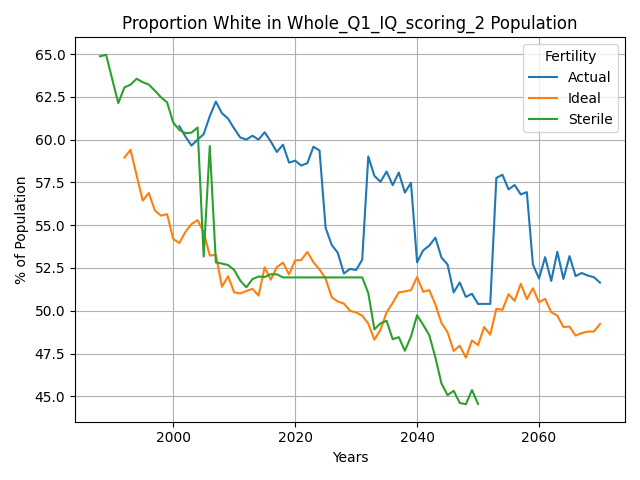 Proportion White in Whole_Q1_IQ_scoring_2 Population
Fertility
Actual
Ideal
Sterile
% of Population
65.0
62.5
60.0
57.5
55.0
52.5
50.0
47.5
45.0
2000
2020
2040
2060
Years